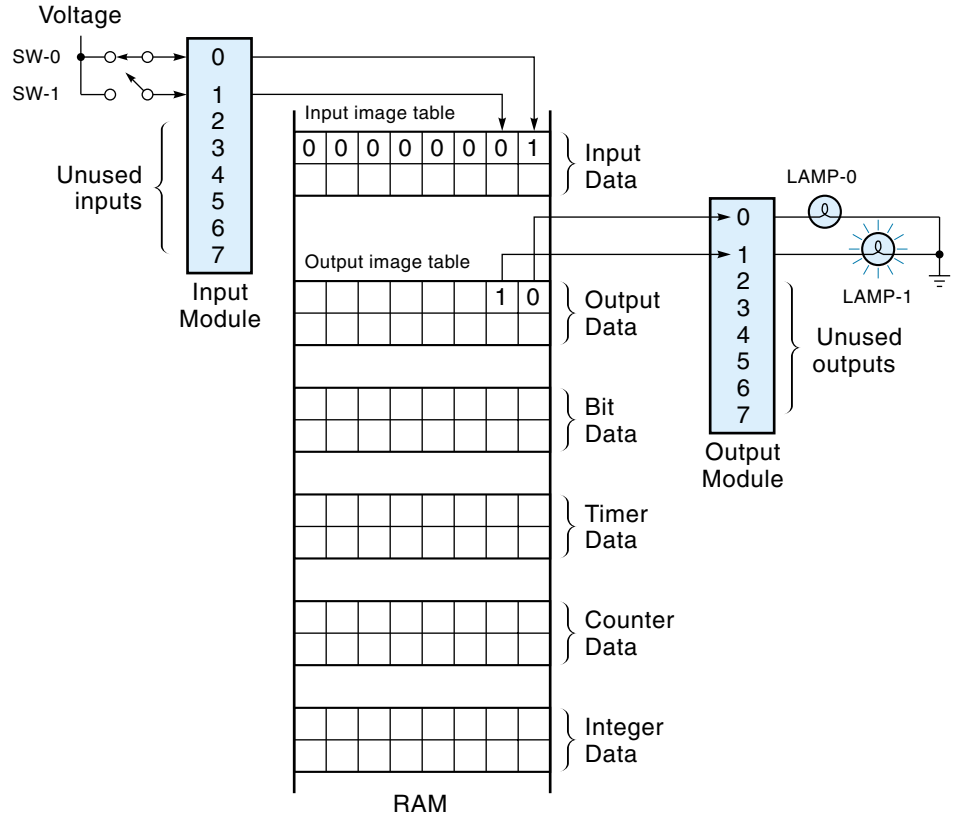 Voltage
SW-0
SW-1
0
1
2
3
4
5
6
7
Unused
inputs
Input
Module
Input image table
0 0 0 0 0 0 0 1
Input
Data
Output image table
1 0
Output
Data
LAMP-0
LAMP-1
0
1
2
3
4
5
6
7
Unused
outputs
Output
Module
Bit
Data
Timer
Data
Counter
Data
Integer
Data
RAM